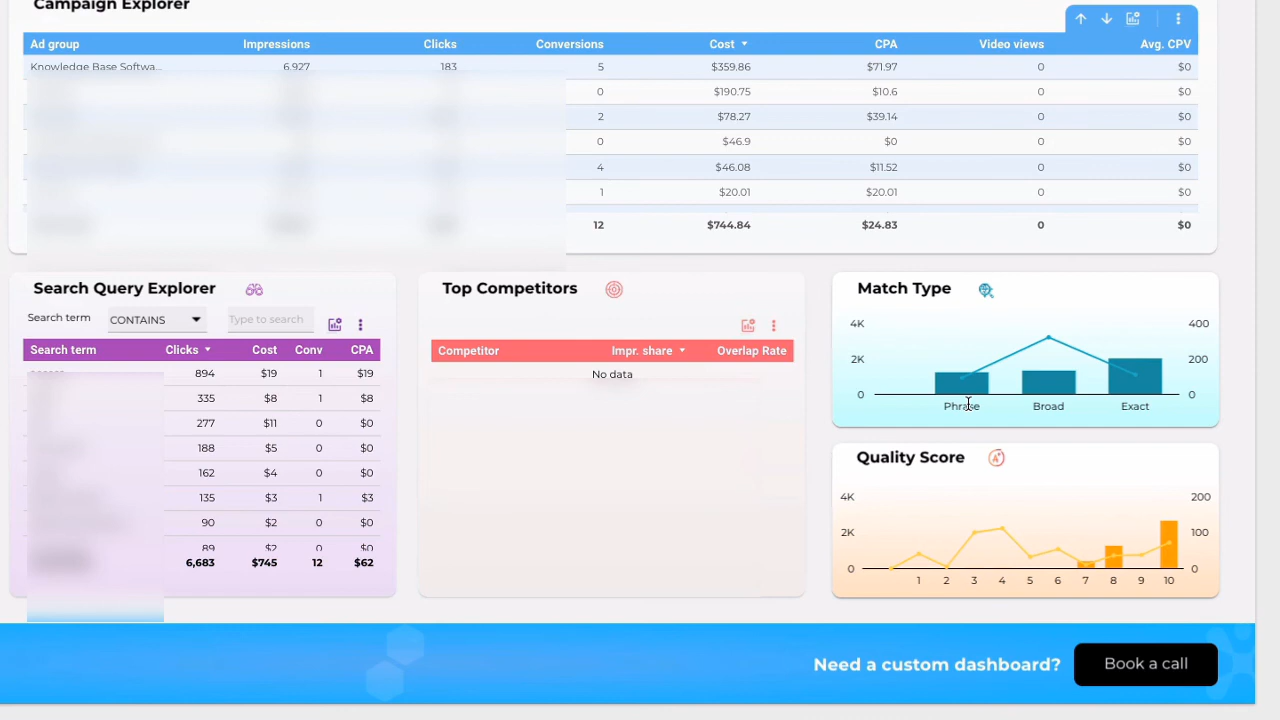 Campaign Explorer
Ad group Impressions Clicks Conversions Cost CPA Video views Avg. CPV
Knowledge Base Softwa... 6,927 183 5 $359.86 $71.97 0 $0
0 $190.75 $10.6 0 $0
2 $78.27 $39.14 0 $0
0 $46.9 $0 0 $0
4 $46.08 $11.52 0 $0
1 $20.01 $20.01 0 $0
12 $744.84 $24.83 0 $0
Search Query Explorer
Search term CONTAINS Type to search
Search term Clicks Cost Conv CPA
894 $19 1 $19
335 $8 1 $8
277 $11 0 $0
188 $5 0 $0
162 $4 0 $0
135 $3 1 $3
90 $2 0 $0
89 $2 0 $0
6,683 $745 12 $62
Top Competitors
Competitor Impr. share Overlap Rate
No data
Match Type
4K 400
2K 200
0 0
Phrase Broad Exact
Quality Score
4K 200
2K 100
0 0
1 2 3 4 5 6 7 8 9 10
Need a custom dashboard? Book a call